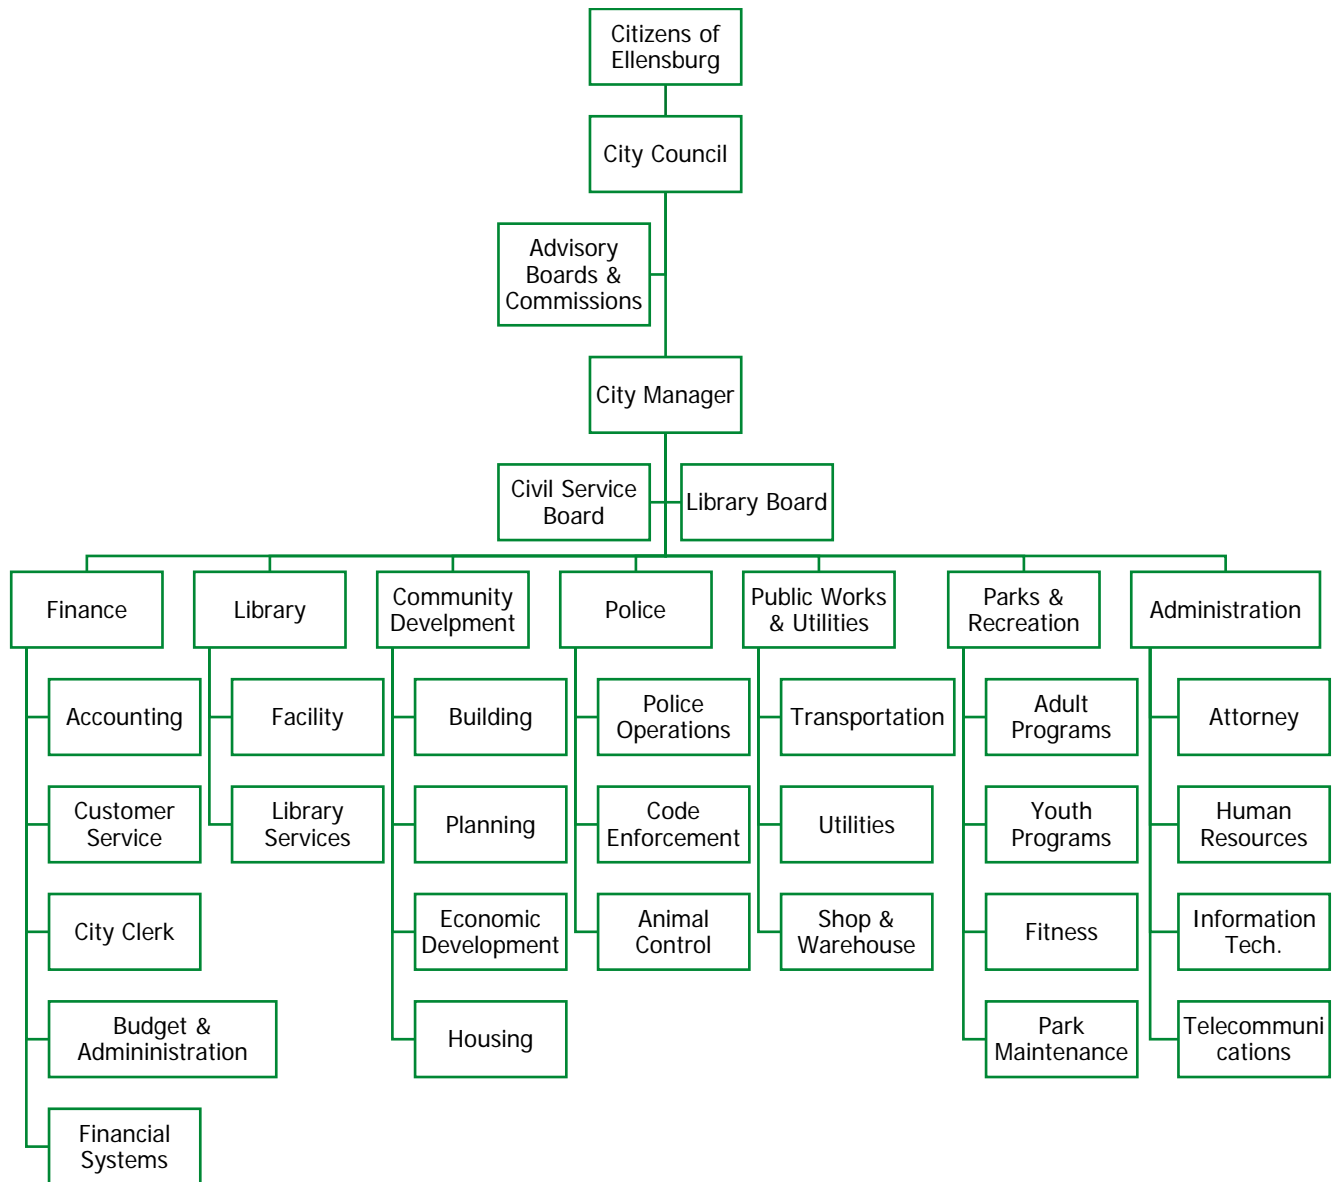 Citizens of
Ellensburg
City Council
Advisory
Boards &
Commissions
City Manager
Civil Service
Board
Library Board
Finance
Library
Community
Develpment
Police
Public Works
& Utilities
Parks &
Recreation
Administration
Accounting
Customer
Service
City Clerk
Budget &
Admininistration
Financial
Systems
Facility
Library
Services
Building
Planning
Economic
Development
Housing
Police
Operations
Code
Enforcement
Animal
Control
Transportation
Utilities
Shop &
Warehouse
Adult
Programs
Youth
Programs
Fitness
Park
Maintenance
Attorney
Human
Resources
Information
Tech.
Telecommuni
cations